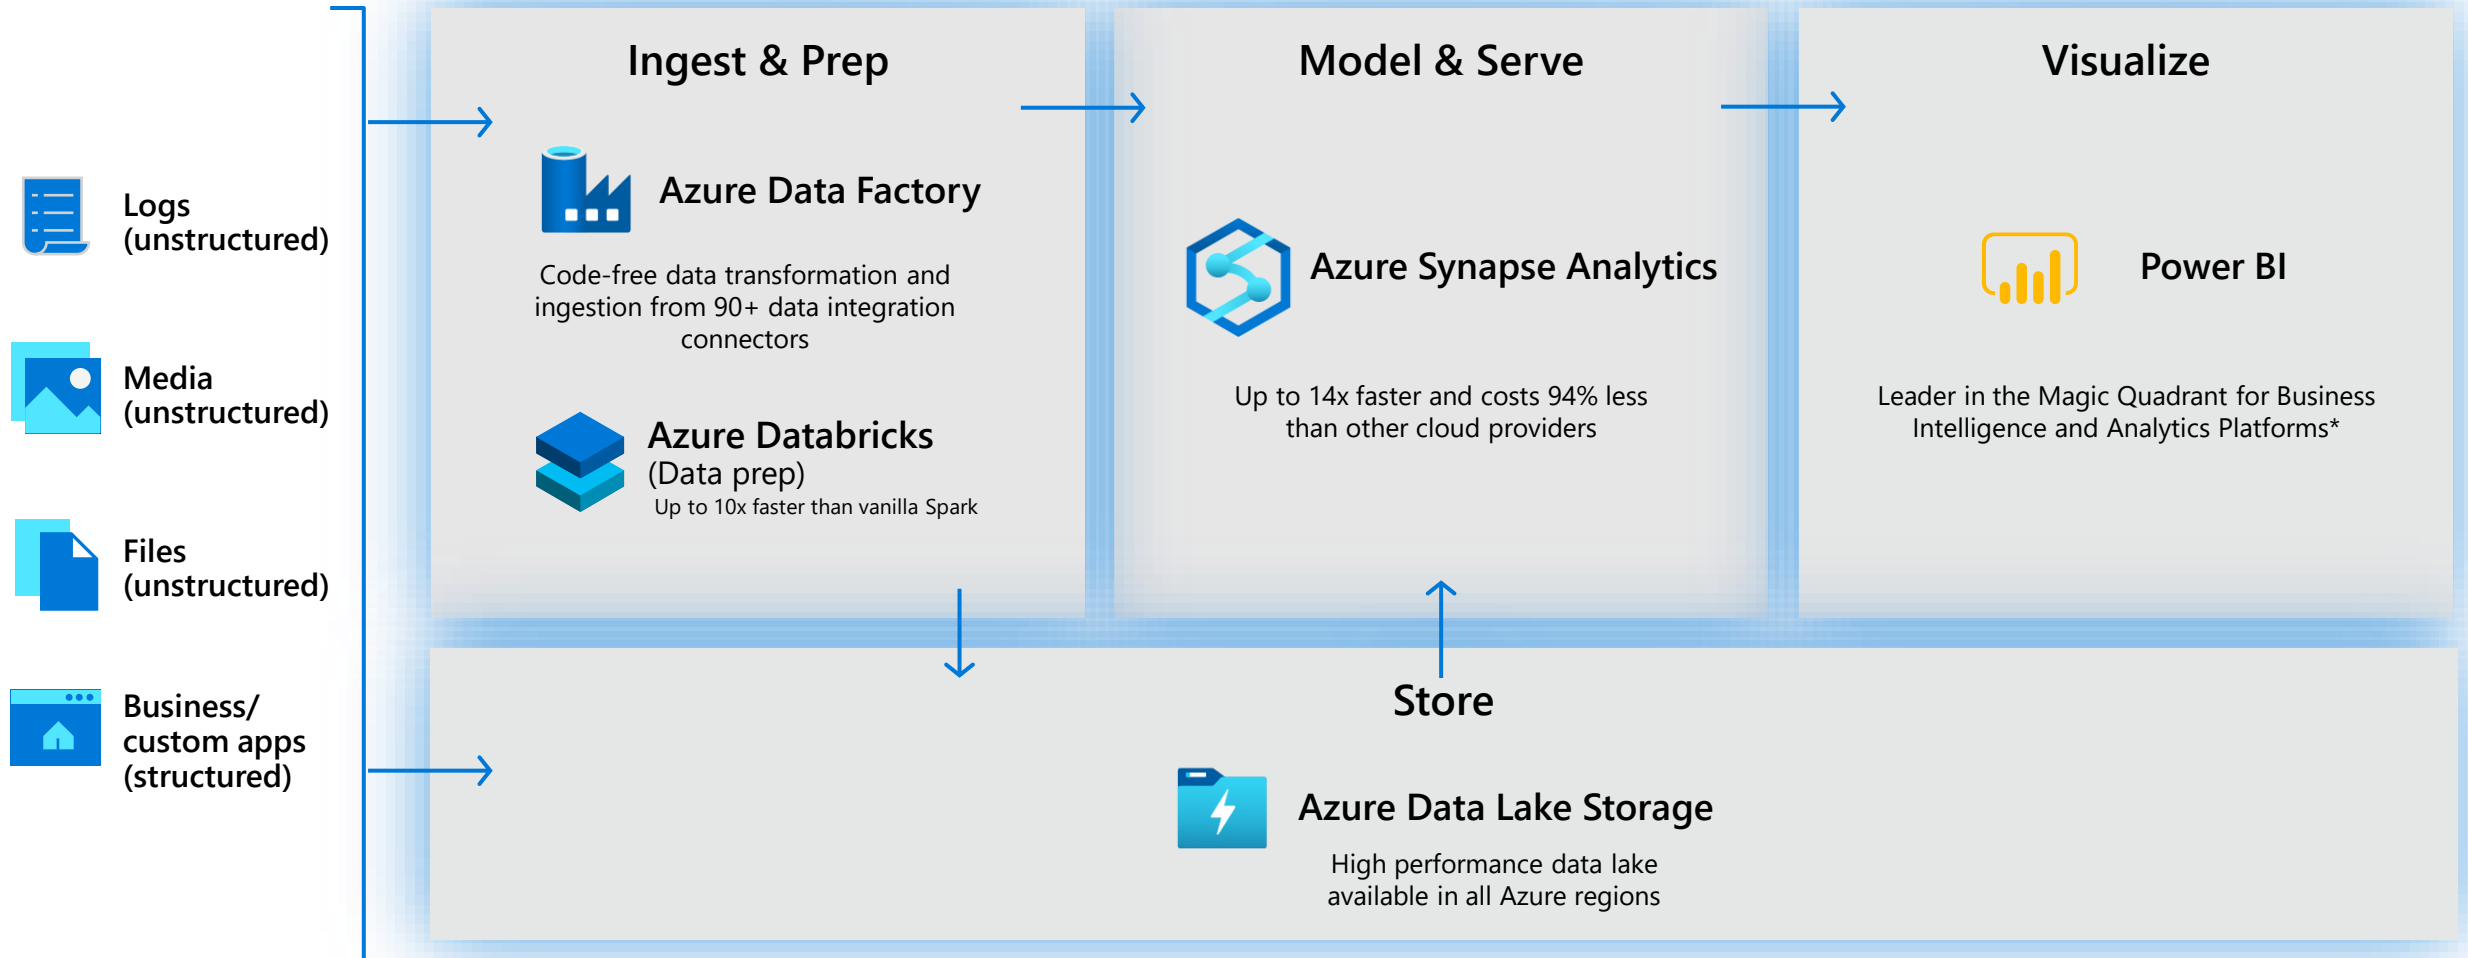 Logs
(unstructured)
Media
(unstructured)
Files
(unstructured)
Business/
custom apps
(structured)
Ingest & Prep
Azure Data Factory
Code-free data transformation and
ingestion from 90+ data integration
connectors
Azure Databricks
(Data prep)
Up to 10x faster than vanilla Spark
Model & Serve
Azure Synapse Analytics
Up to 14x faster and costs 94% less
than other cloud providers
Visualize
Power BI
Leader in the Magic Quadrant for Business
Intelligence and Analytics Platforms*
Store
Azure Data Lake Storage
High performance data lake
available in all Azure regions